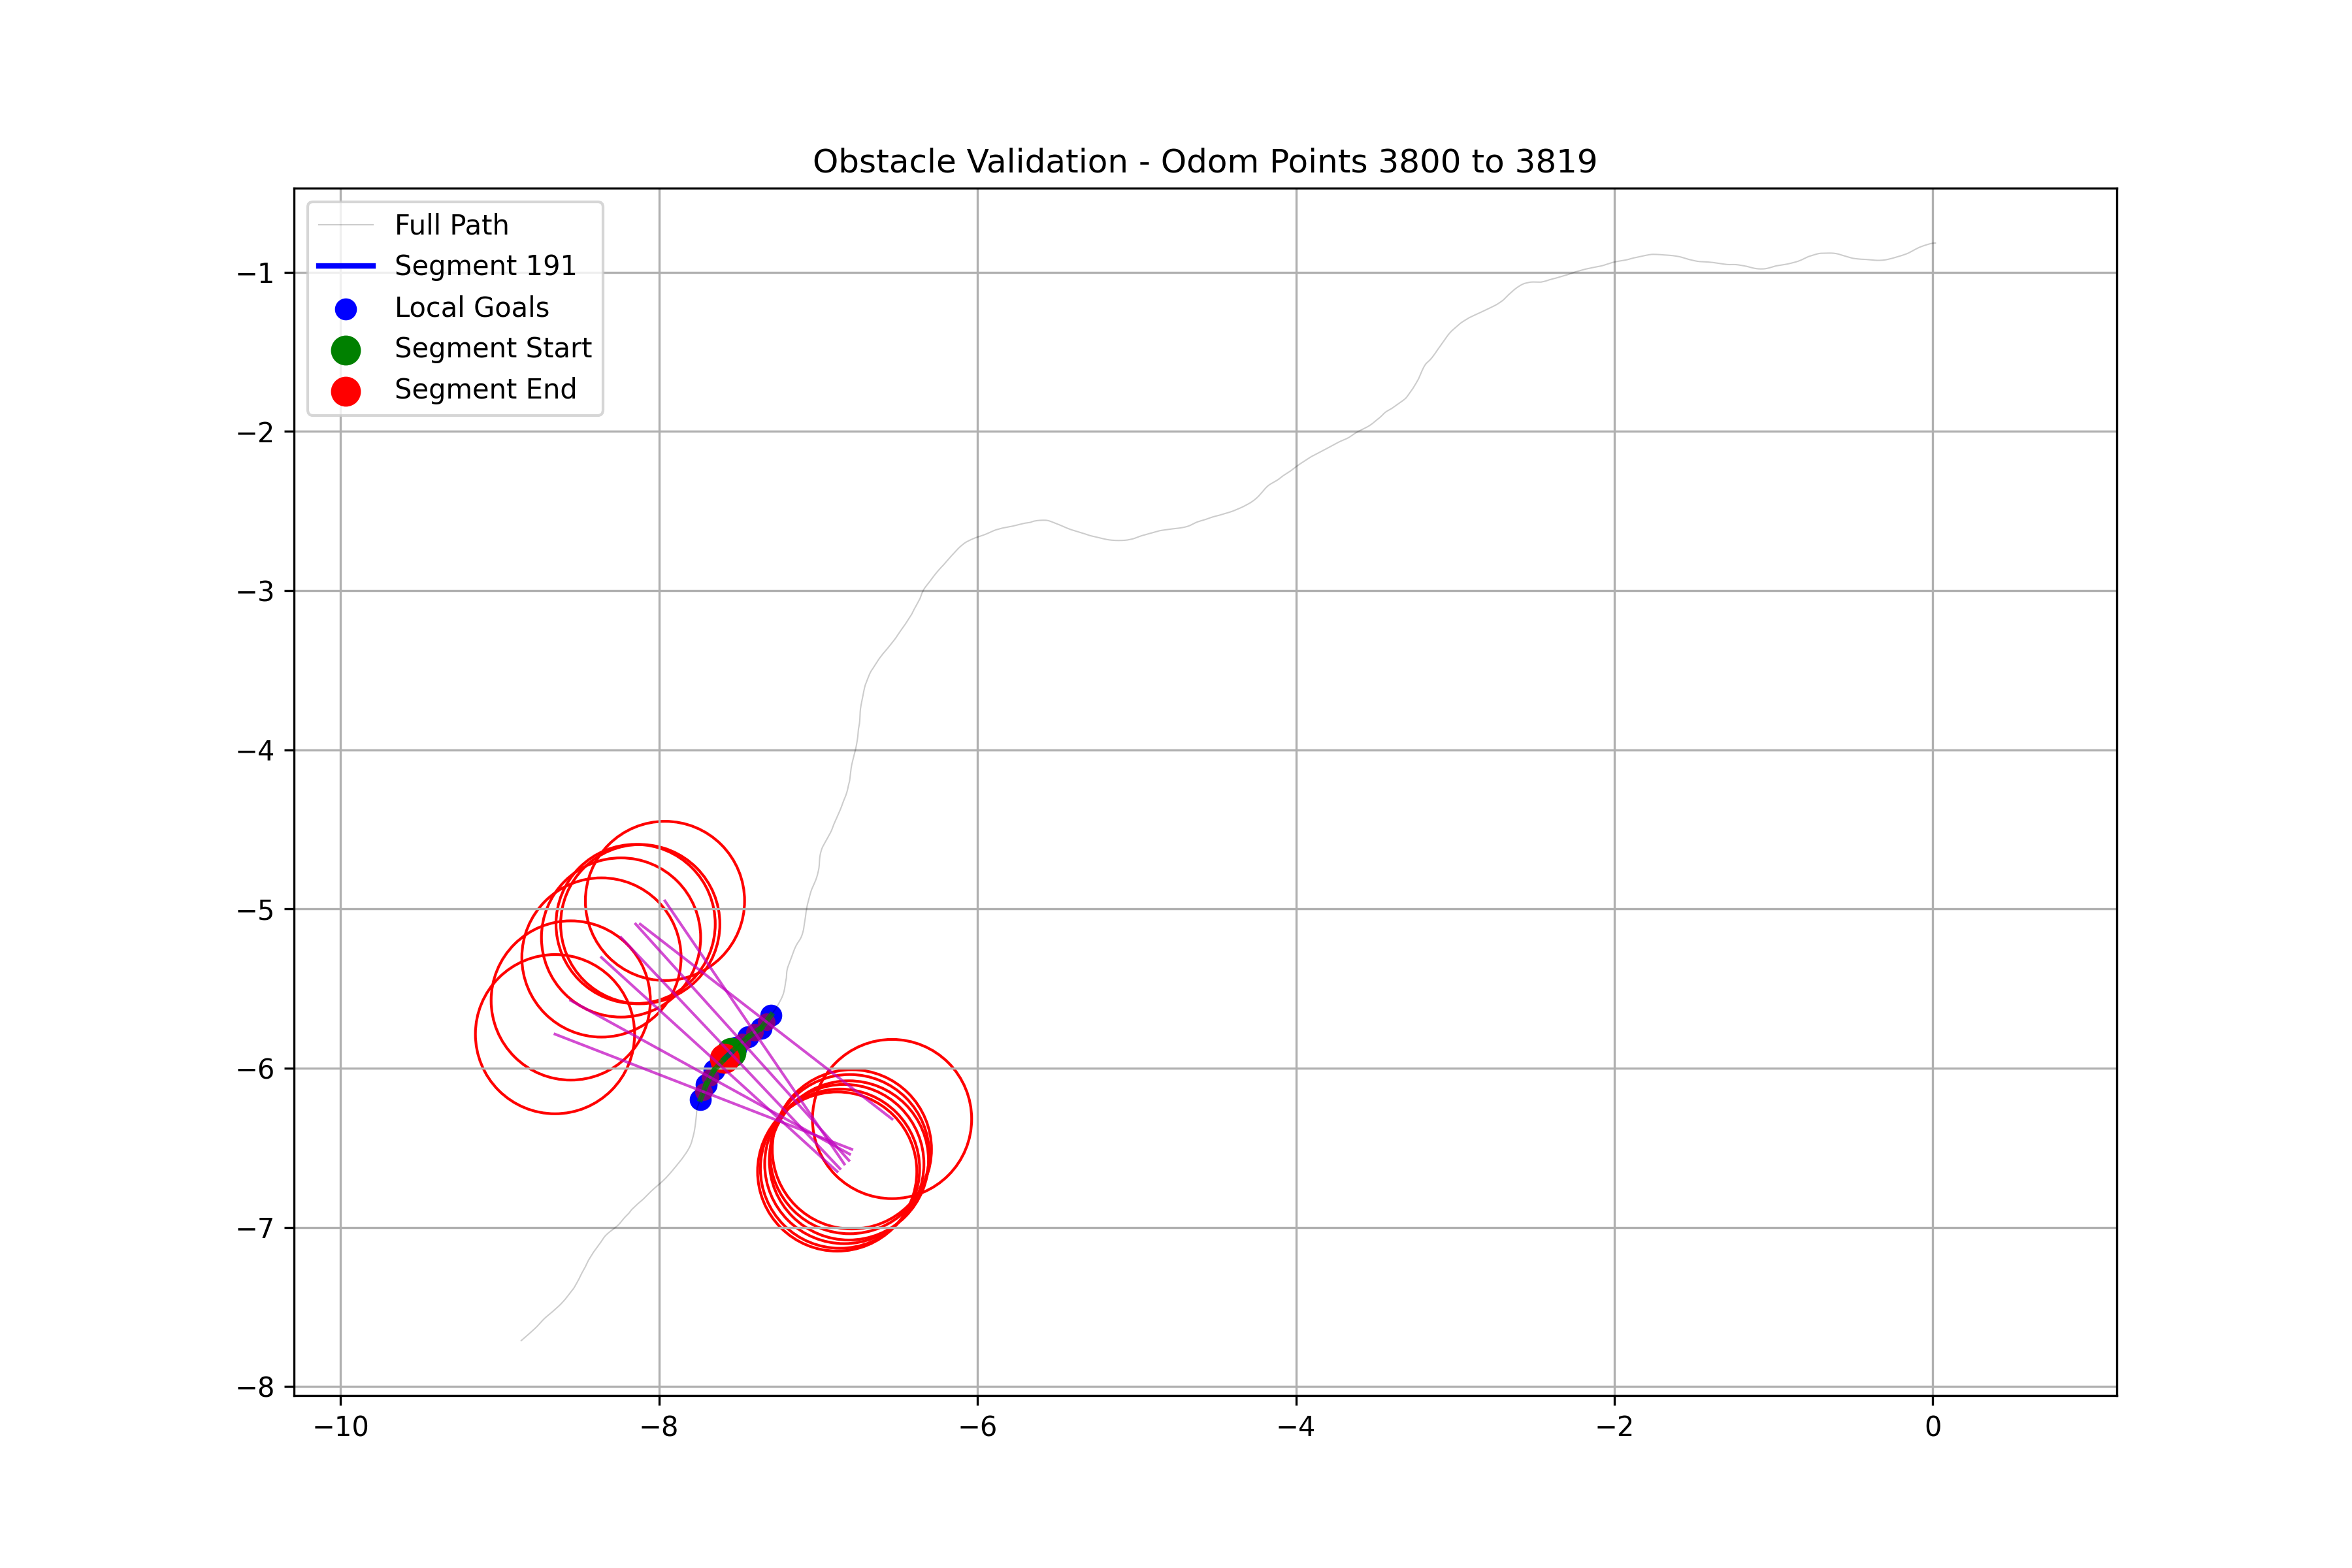 Obstacle Validation - Odom Points 3800 to 3819
Full Path
Segment 191
Local Goals
Segment Start
Segment End
−1
−2
−3
−4
−5
−6
−7
−8
−10
−8
−6
−4
−2
0